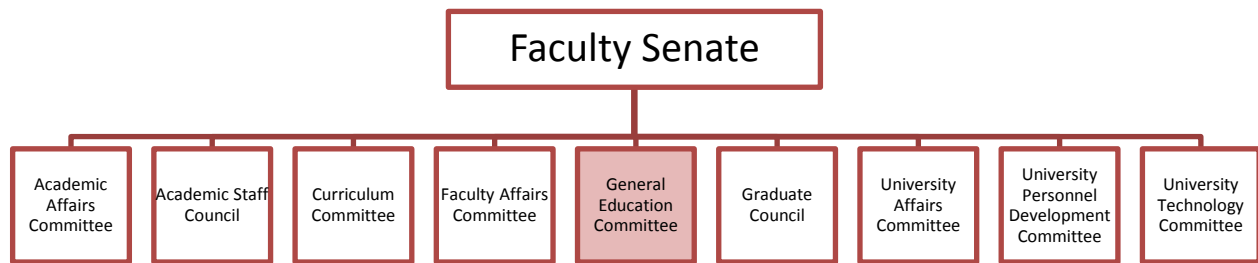 Faculty Senate
Academic
Affairs
Committee
Academic Staff
Council
Curriculum
Committee
Faculty Affairs
Committee
General
Education
Committee
Graduate
Council
University
Affairs
Committee
University
Personnel
Development
Committee
University
Technology
Committee